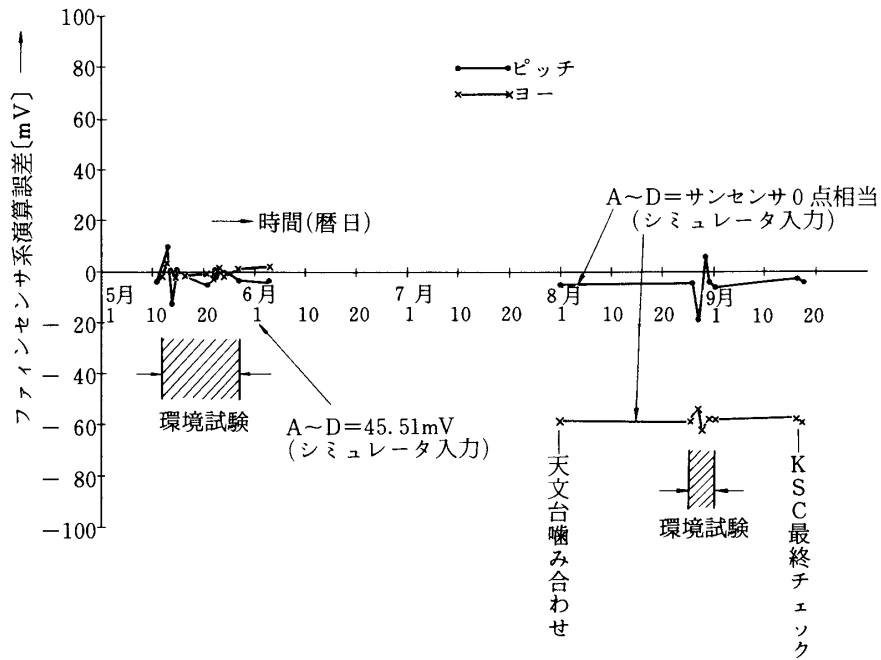 ファインセンサ系演算誤差〔mV〕→
100
80
60
40
20
0
－20
－40
－60
－80
－100
ピッチ
ヨー
→ 時間(暦日)
A～D＝サンセンサ0点相当
(シミュレータ入力)
5月 6月 7月 8月 9月
1 10 20 1 10 20 1 10 20 1 10 20 1 10 20
環境試験
A～D＝45.51mV
(シミュレータ入力)
天文台噛み合わせ
環境試験
KSC最終チェック